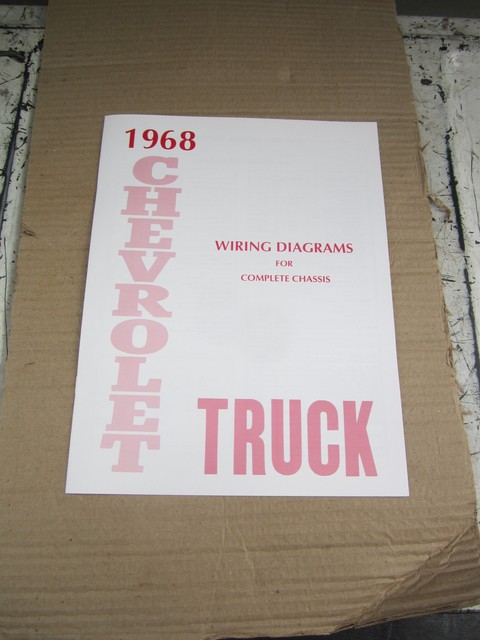 1968
CHEVROLET
WIRING DIAGRAMS
FOR
COMPLETE CHASSIS
TRUCK